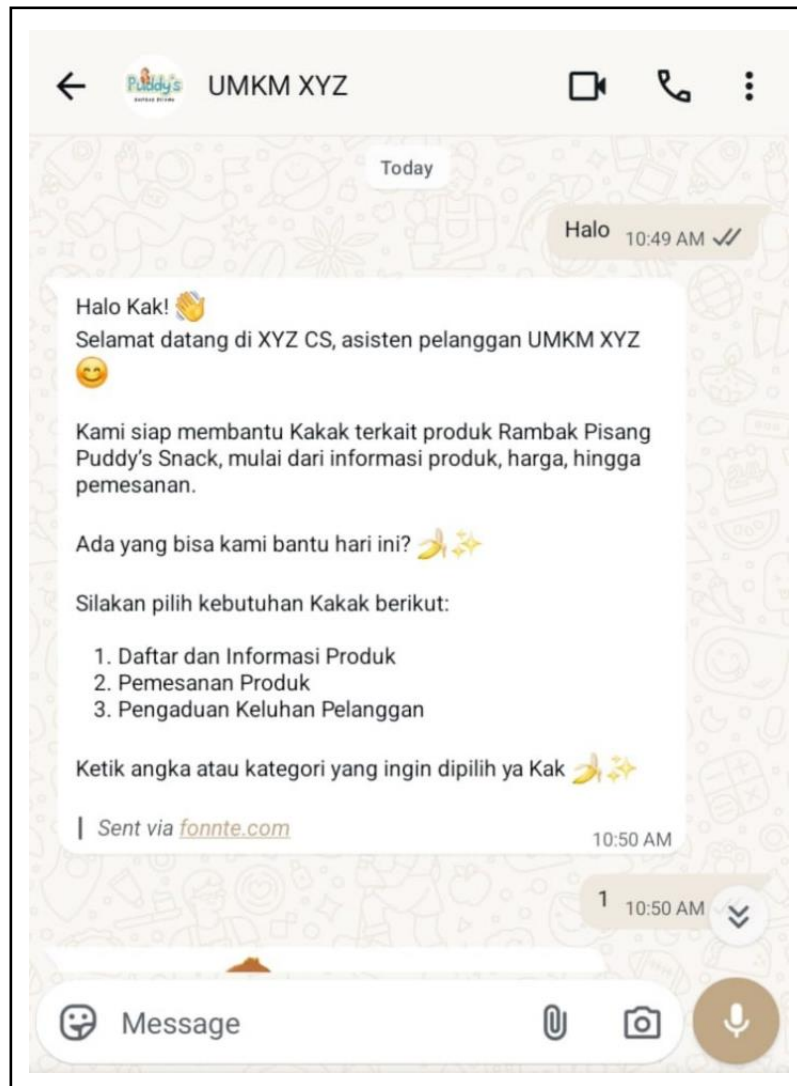 Puddy's
UMKM XYZ
Today
Halo 10:49 AM
Halo Kak! 👋
Selamat datang di XYZ CS, asisten pelanggan UMKM XYZ
😊
Kami siap membantu Kakak terkait produk Rambak Pisang
Puddy's Snack, mulai dari informasi produk, harga, hingga
pemesanan.
Ada yang bisa kami bantu hari ini? 🍌✨
Silakan pilih kebutuhan Kakak berikut:
1. Daftar dan Informasi Produk
2. Pemesanan Produk
3. Pengaduan Keluhan Pelanggan
Ketik angka atau kategori yang ingin dipilih ya Kak 🍌✨
Sent via fonnte.com
10:50 AM
1 10:50 AM
Message